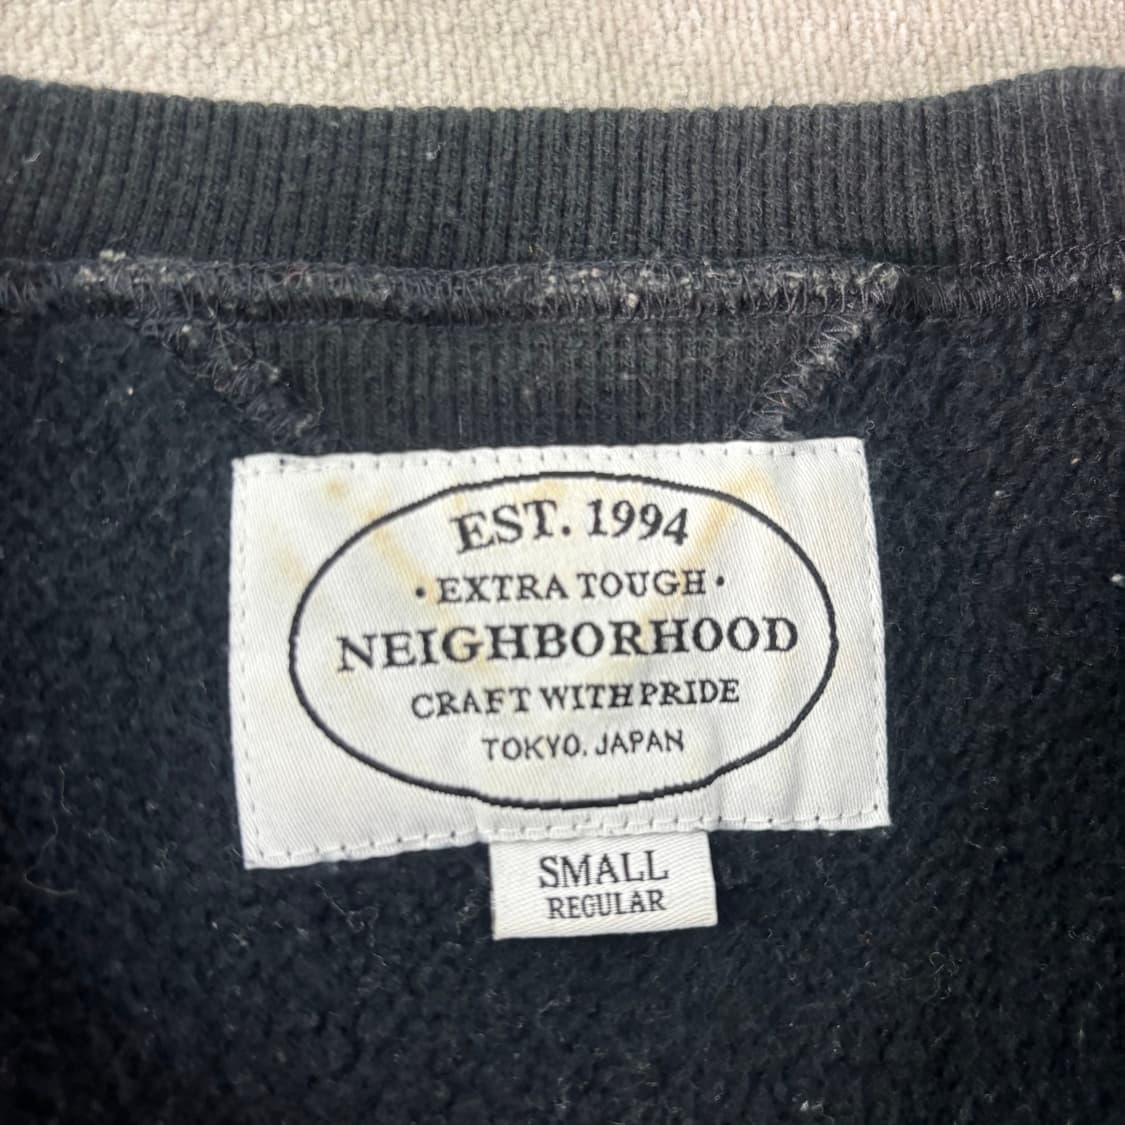 EST. 1994
· EXTRA TOUGH ·
NEIGHBORHOOD
CRAFT WITH PRIDE
TOKYO. JAPAN
SMALL
REGULAR